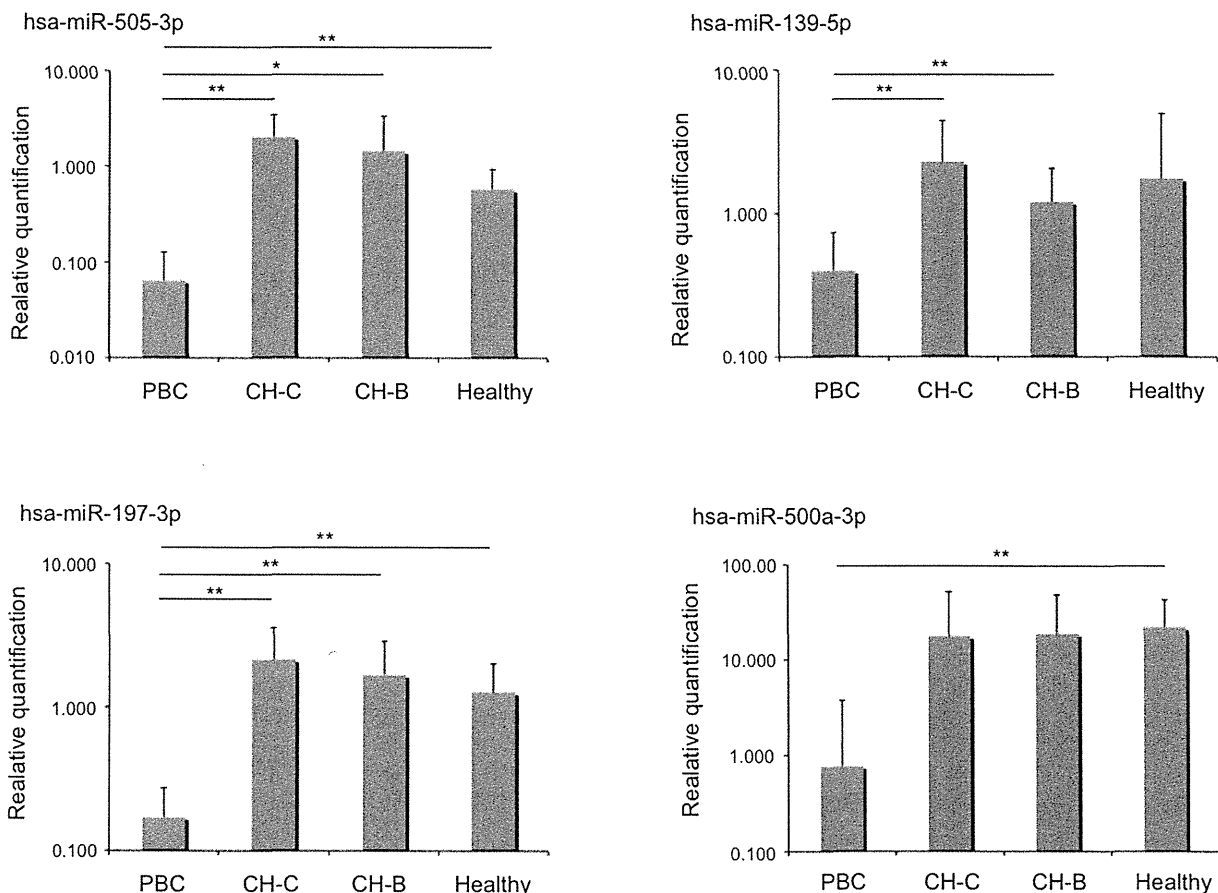 hsa-miR-505-3p
**
*
**
10.000
1.000
0.100
0.010
Realative quantification
PBC CH-C CH-B Healthy
hsa-miR-139-5p
**
**
10.000
1.000
0.100
Realative quantification
PBC CH-C CH-B Healthy
hsa-miR-197-3p
**
**
**
10.000
1.000
0.100
Realative quantification
PBC CH-C CH-B Healthy
hsa-miR-500a-3p
**
100.00
10.000
1.000
0.100
Realative quantification
PBC CH-C CH-B Healthy